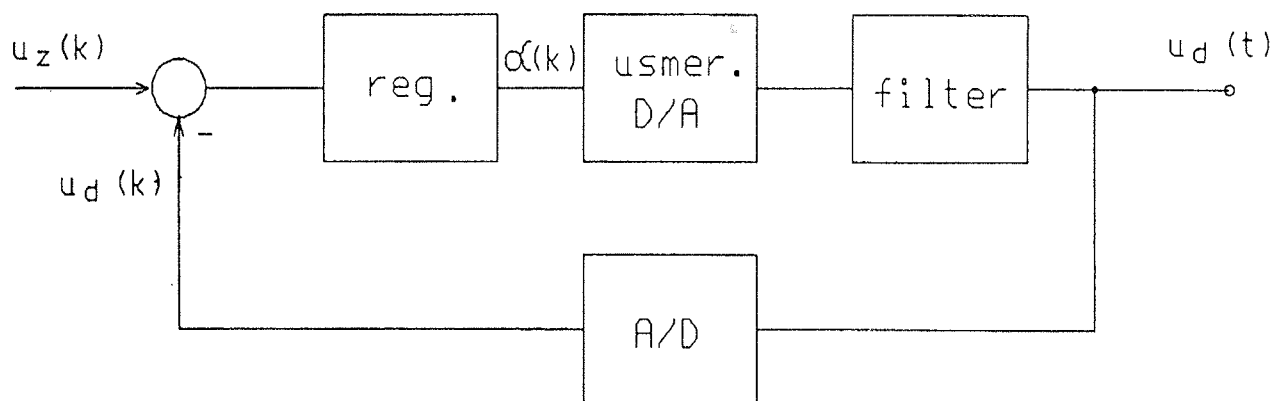 u_z(k)
reg.
α(k)
usmer.
D/A
filter
u_d(t)
-
u_d(k)
A/D